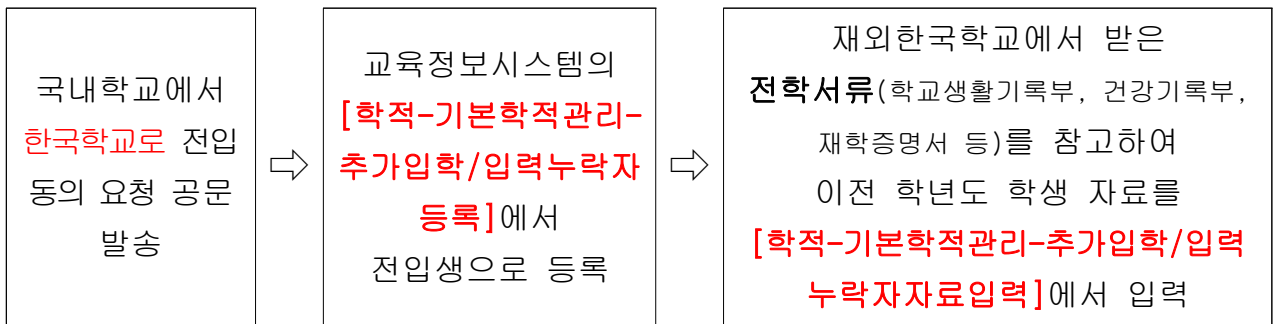 국내학교에서
한국학교로 전입
동의 요청 공문
발송
⇨
교육정보시스템의
[학적-기본학적관리-
추가입학/입력누락자
등록]에서
전입생으로 등록
⇨
재외한국학교에서 받은
전학서류(학교생활기록부, 건강기록부,
재학증명서 등)를 참고하여
이전 학년도 학생 자료를
[학적-기본학적관리-추가입학/입력
누락자자료입력]에서 입력